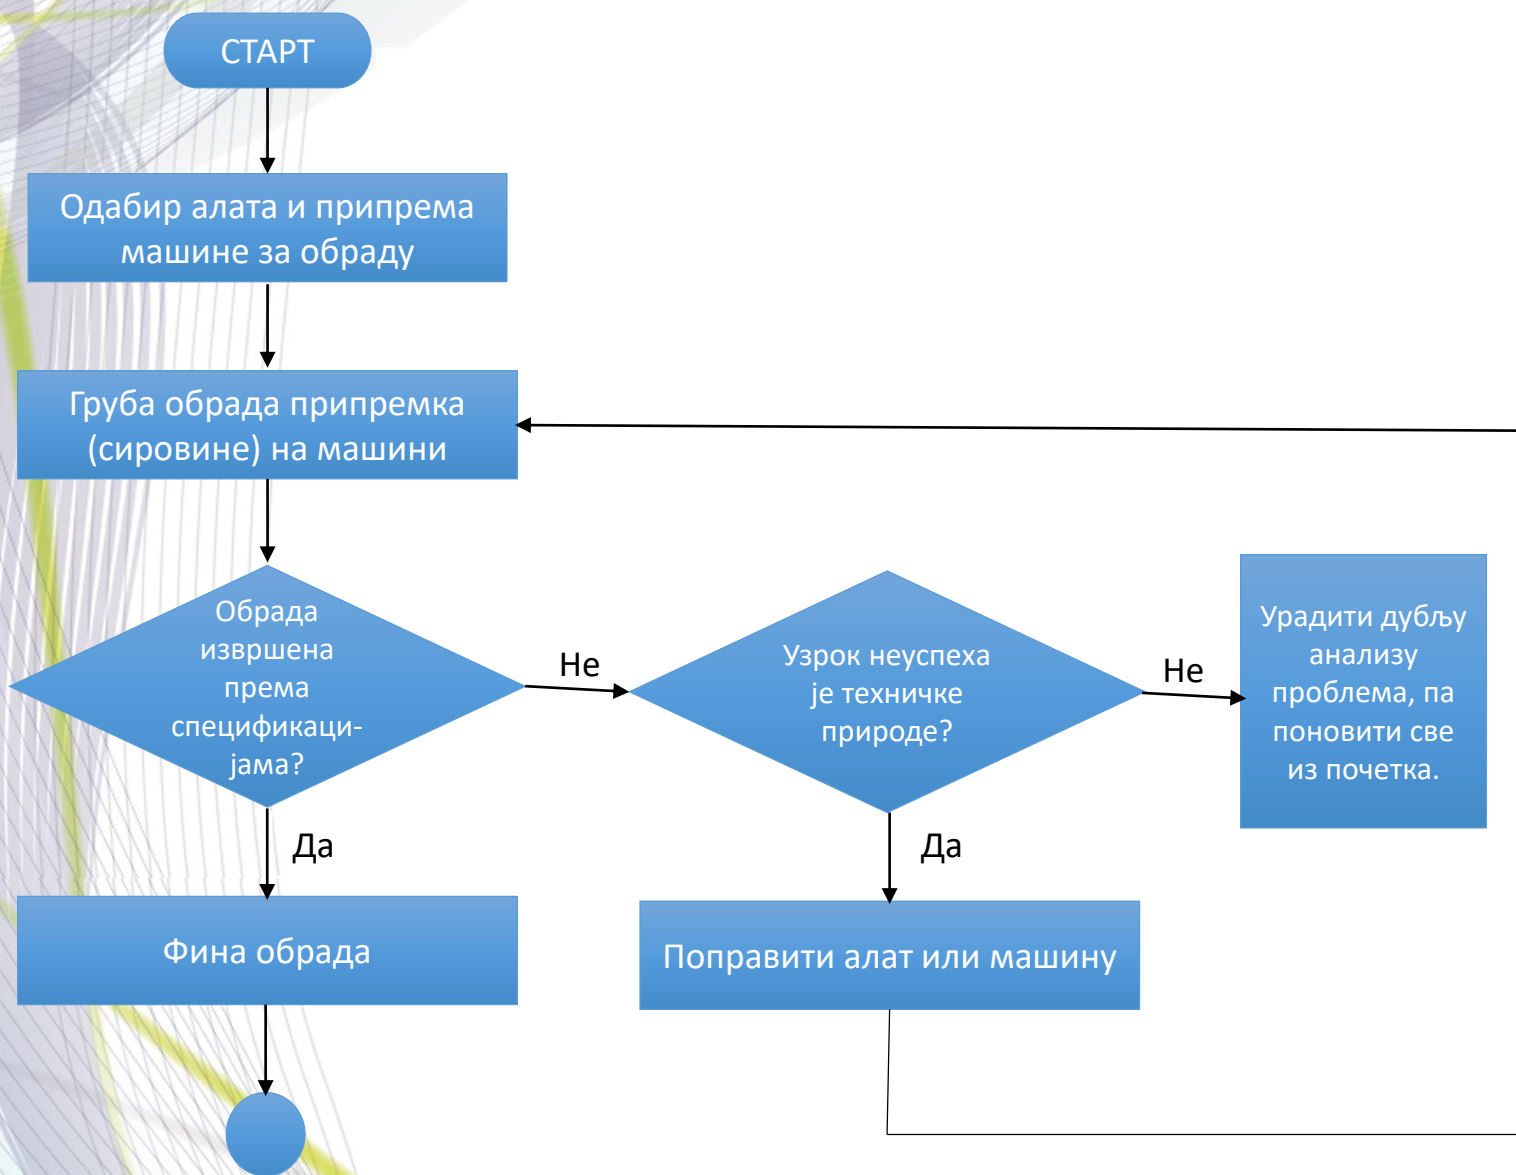 СТАРТ
Одабир алата и припрема
машине за обраду
Груба обрада припремка
(сировине) на машини
Обрада
извршена
према
спецификаци-
јама?
Не
Узрок неуспеха
је техничке
природе?
Не
Урадити дубљу
анализу
проблема, па
поновити све
из почетка.
Да
Да
Фина обрада
Поправити алат или машину